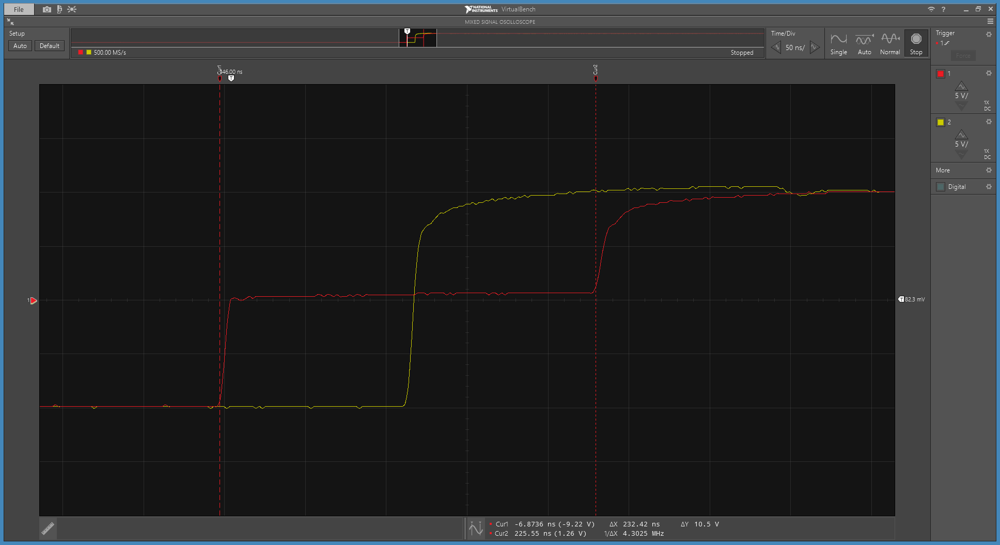 File
NATIONAL INSTRUMENTS VirtualBench
?
MIXED SIGNAL OSCILLOSCOPE
Setup
Auto
Default
T
500.00 MS/s
Stopped
Time/Div
50 ns/
Single
Auto
Normal
Stop
Trigger
1
Force
Cur2
146.00 ns
T
1
5 V/
1X
DC
2
5 V/
1X
DC
More
Digital
1
T 82.3 mV
Cur1 -6.8736 ns (-9.22 V) ΔX 232.42 ns ΔY 10.5 V
Cur2 225.55 ns (1.26 V) 1/ΔX 4.3025 MHz